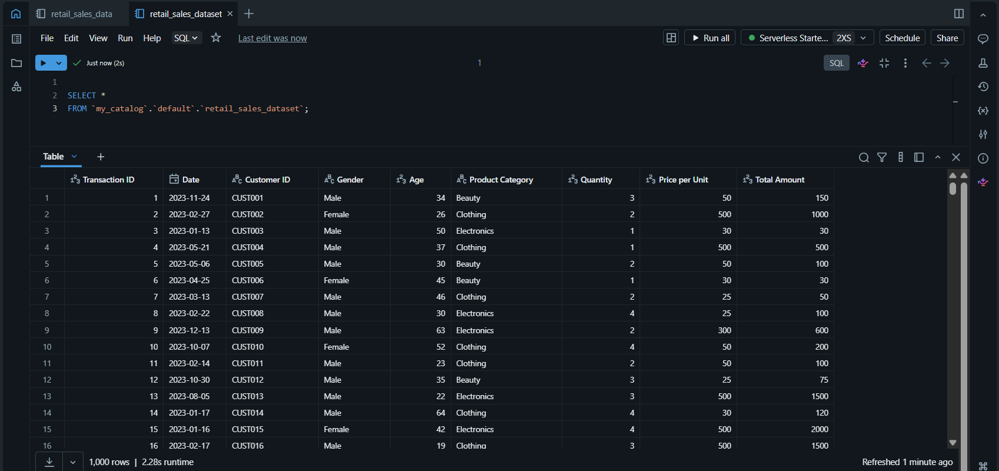 retail_sales_data retail_sales_dataset
File Edit View Run Help SQL Last edit was now Run all Serverless Starte... 2XS Schedule Share
Just now (2s) 1 SQL
1
2 SELECT *
3 FROM `my_catalog`.`default`.`retail_sales_dataset`;
Table
Transaction ID Date Customer ID Gender Age Product Category Quantity Price per Unit Total Amount
1 1 2023-11-24 CUST001 Male 34 Beauty 3 50 150
2 2 2023-02-27 CUST002 Female 26 Clothing 2 500 1000
3 3 2023-01-13 CUST003 Male 50 Electronics 1 30 30
4 4 2023-05-21 CUST004 Male 37 Clothing 1 500 500
5 5 2023-05-06 CUST005 Male 30 Beauty 2 50 100
6 6 2023-04-25 CUST006 Female 45 Beauty 1 30 30
7 7 2023-03-13 CUST007 Male 46 Clothing 2 25 50
8 8 2023-02-22 CUST008 Male 30 Electronics 4 25 100
9 9 2023-12-13 CUST009 Male 63 Electronics 2 300 600
10 10 2023-10-07 CUST010 Female 52 Clothing 4 50 200
11 11 2023-02-14 CUST011 Male 23 Clothing 2 50 100
12 12 2023-10-30 CUST012 Male 35 Beauty 3 25 75
13 13 2023-08-05 CUST013 Male 22 Electronics 3 500 1500
14 14 2023-01-17 CUST014 Male 64 Clothing 4 30 120
15 15 2023-01-16 CUST015 Female 42 Electronics 4 500 2000
16 16 2023-02-17 CUST016 Male 19 Clothing 3 500 1500
1,000 rows | 2.28s runtime Refreshed 1 minute ago